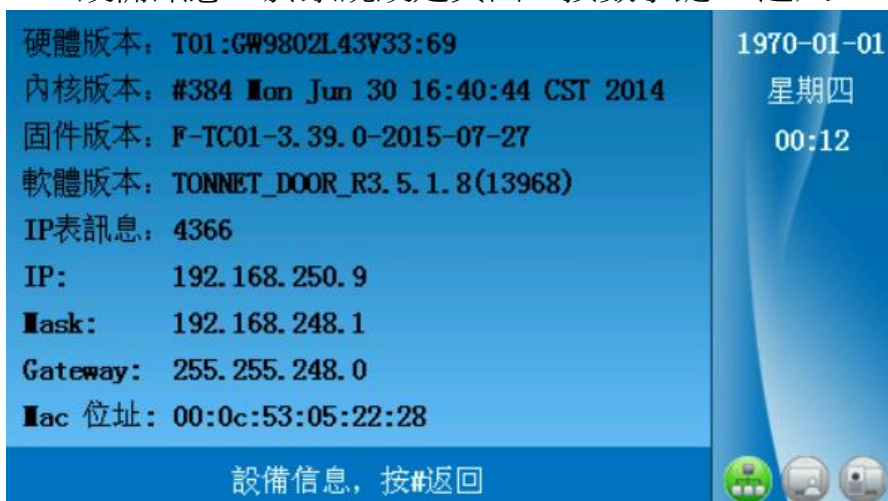 硬體版本: T01:GW9802L43V33:69
內核版本: #384 Mon Jun 30 16:40:44 CST 2014
固件版本: F-TC01-3.39.0-2015-07-27
軟體版本: TONNET_DOOR_R3.5.1.8(13968)
IP表訊息: 4366
IP: 192.168.250.9
Mask: 192.168.248.1
Gateway: 255.255.248.0
Mac 位址: 00:0c:53:05:22:28
設備信息，按#返回
1970-01-01
星期四
00:12